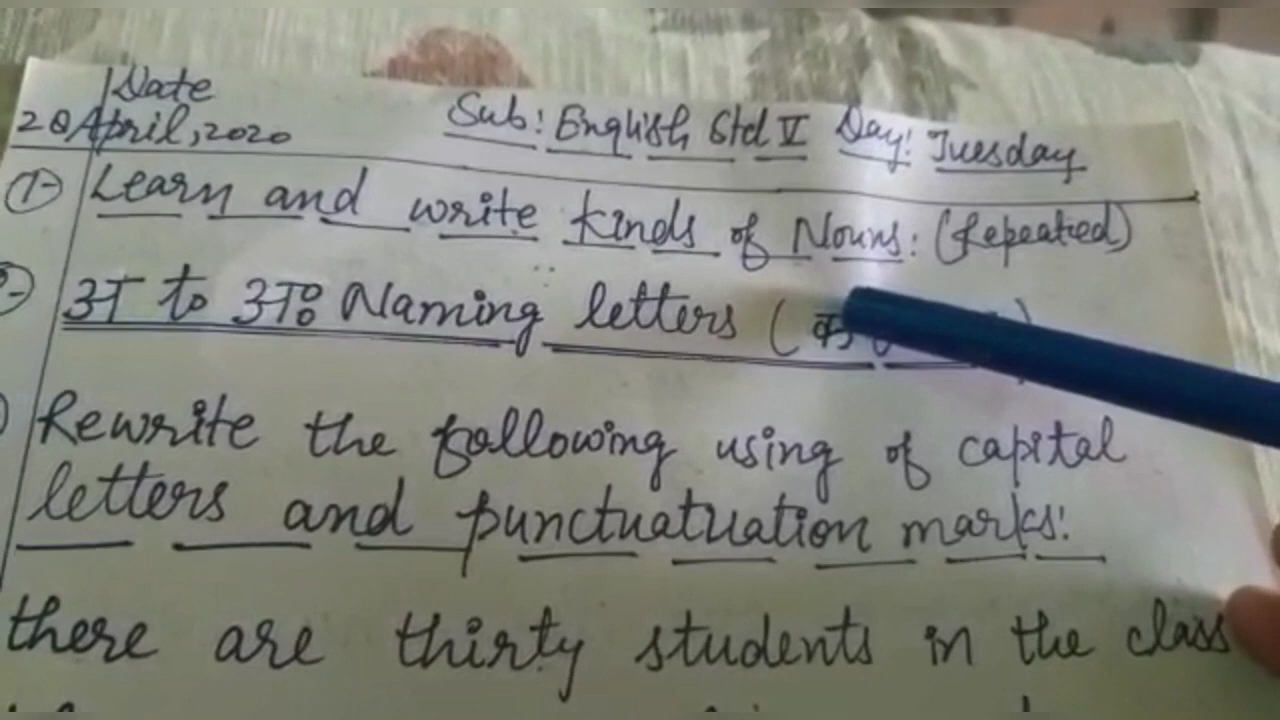 Date
28 April, 2020 Sub: English Std V Day: Tuesday
1- Learn and write kinds of Nouns: (Repeated)
अ to अः Naming letters (
Rewrite the following using of capital
letters and punctuatuation marks:
there are thirty students in the class